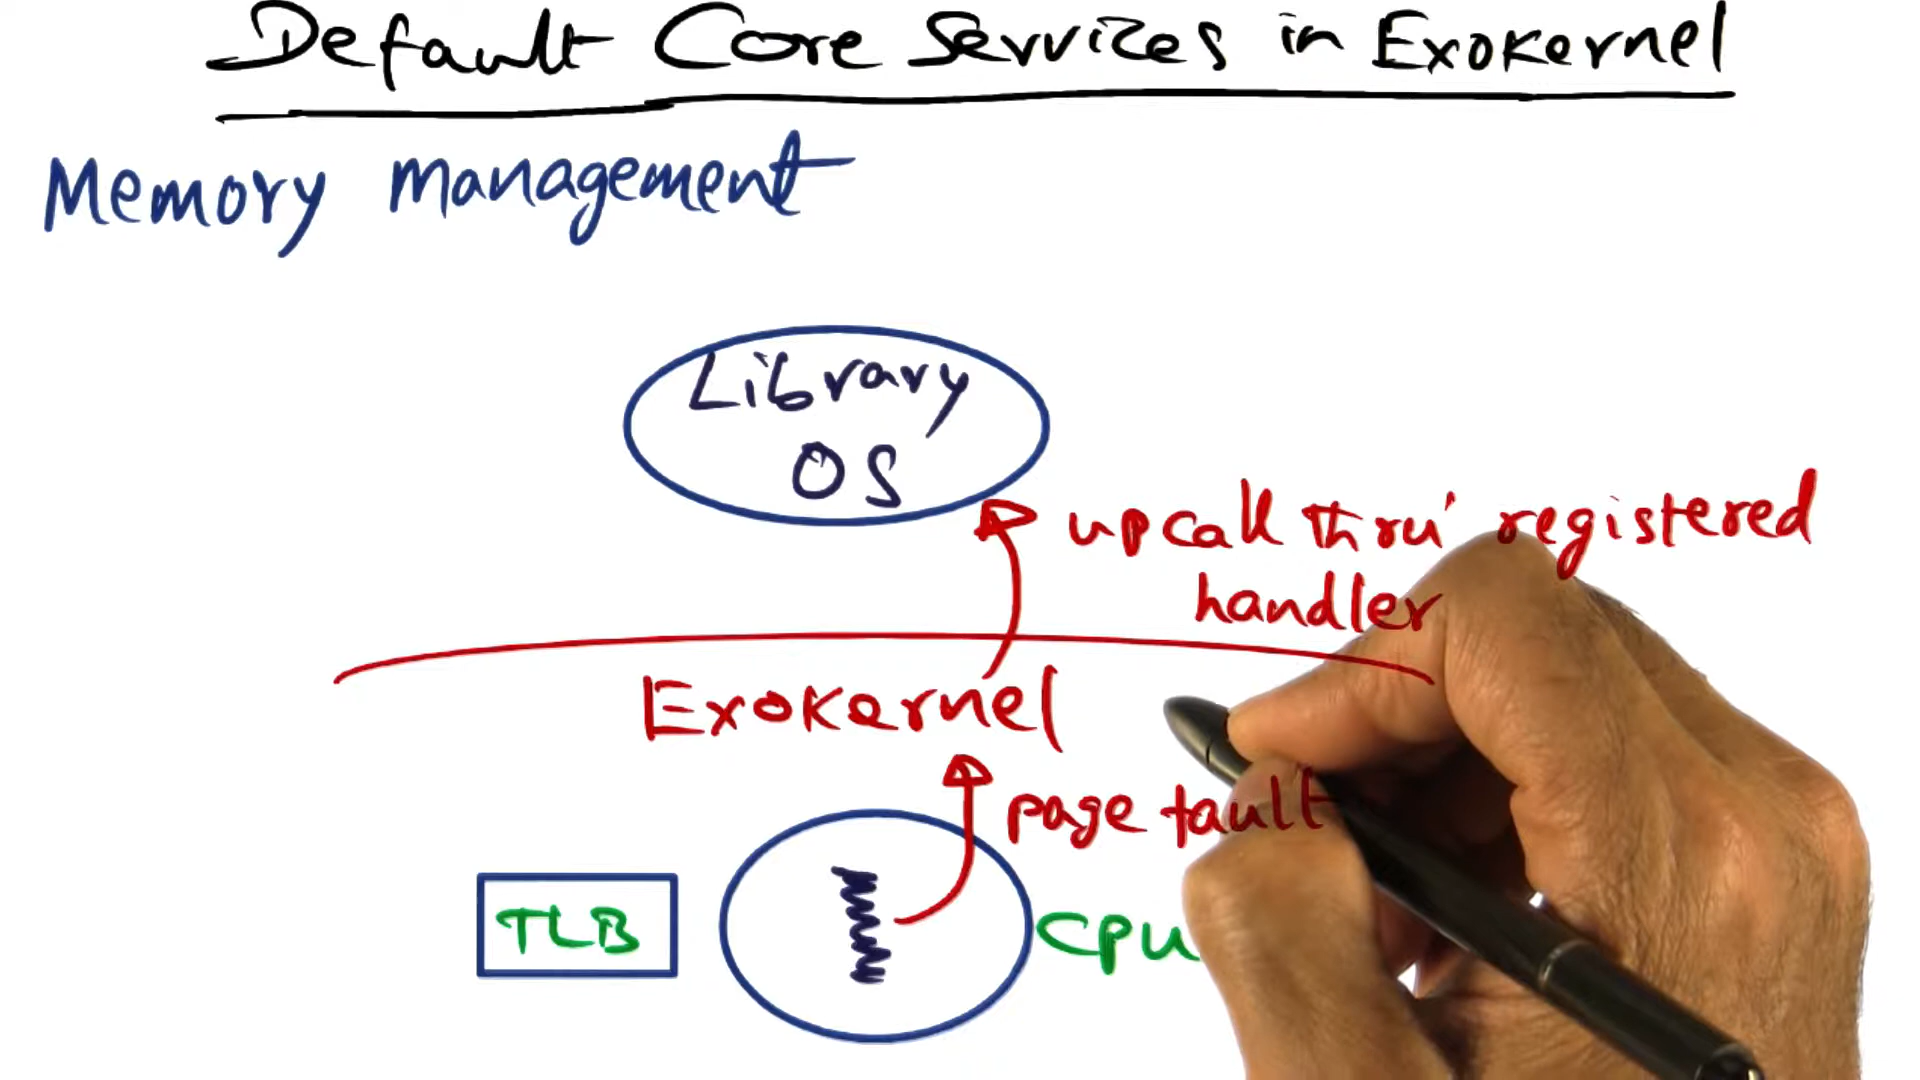 Default Core Services in Exokernel
Memory management
Library
OS
upcall thru' registered
handler
Exokernel
page fault
TLB
CPU